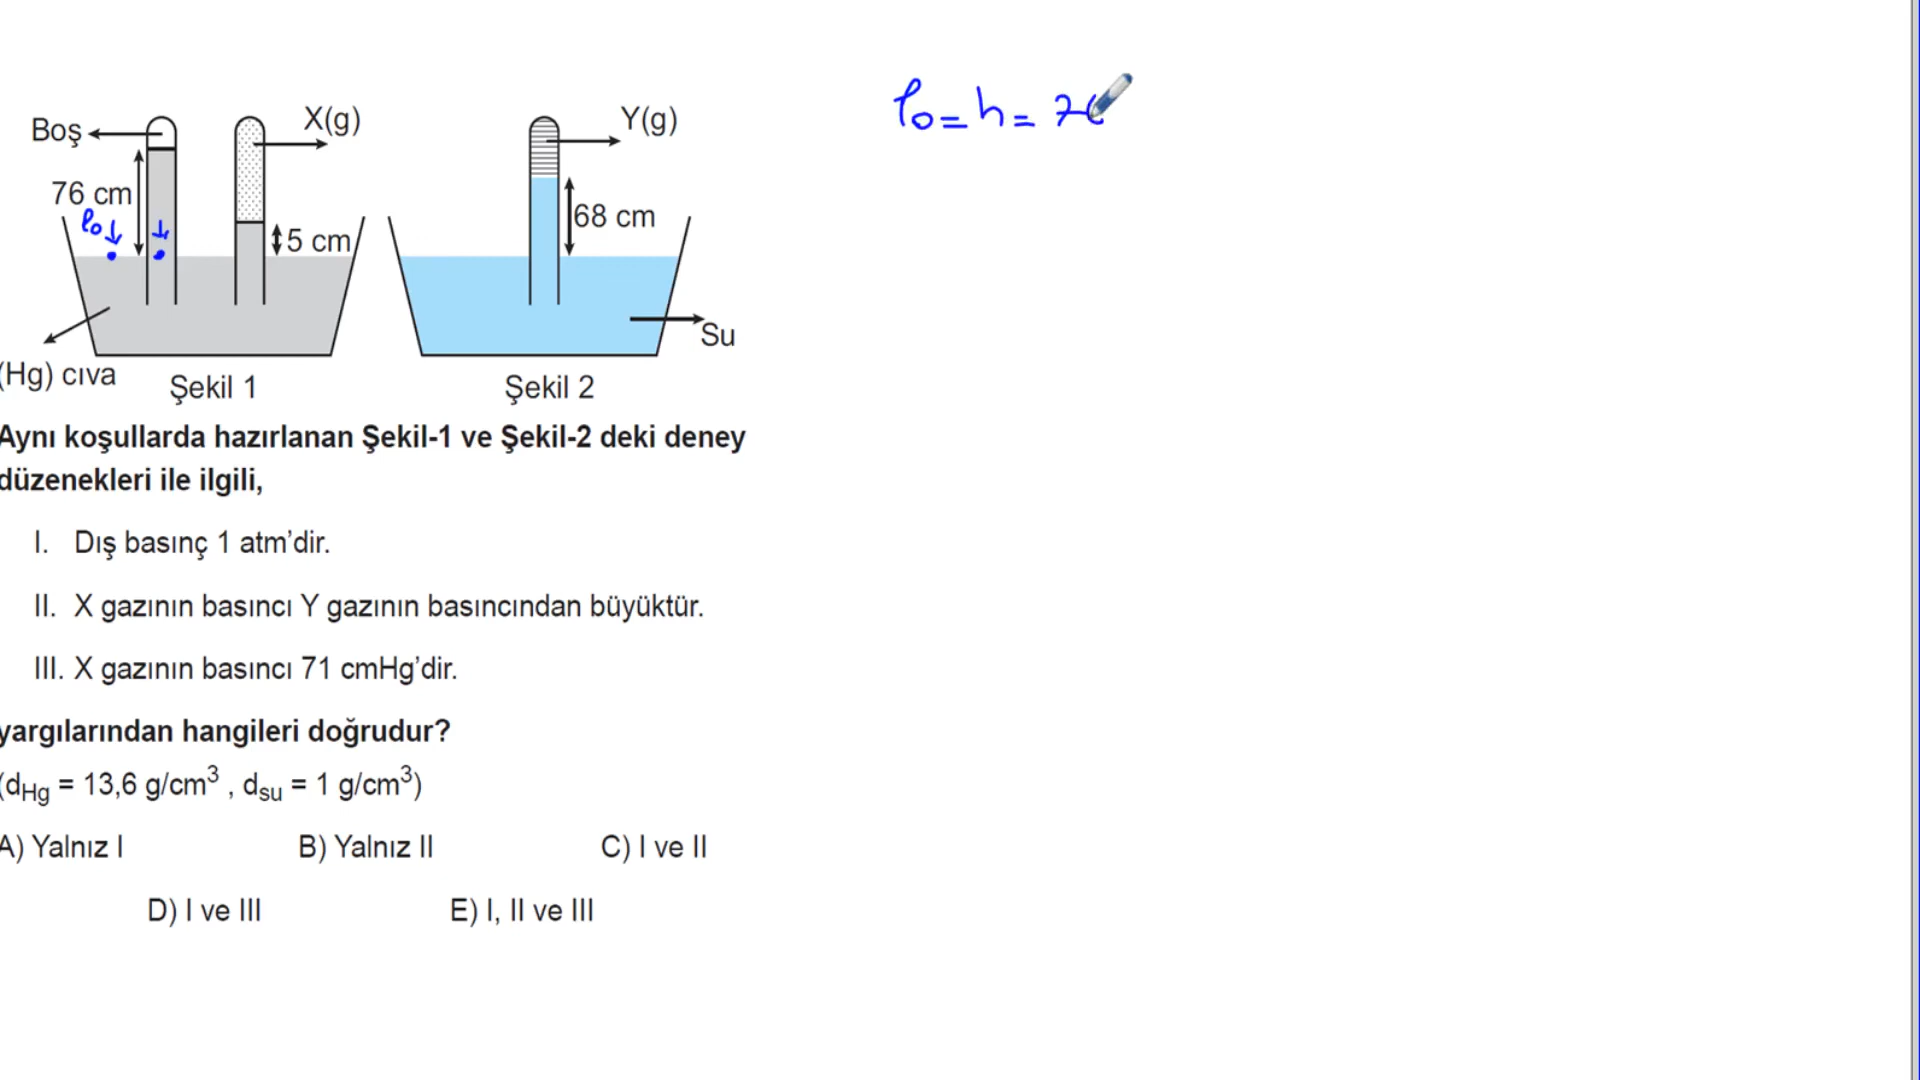 P₀ = h = 76
Boş
X(g)
Y(g)
76 cm
P₀
5 cm
68 cm
Su
(Hg) cıva
Şekil 1
Şekil 2
Aynı koşullarda hazırlanan Şekil-1 ve Şekil-2 deki deney
düzenekleri ile ilgili,
I. Dış basınç 1 atm’dir.
II. X gazının basıncı Y gazının basıncından büyüktür.
III. X gazının basıncı 71 cmHg’dir.
yargılarından hangileri doğrudur?
(dHg = 13,6 g/cm³ , dsu = 1 g/cm³)
A) Yalnız I B) Yalnız II C) I ve II
D) I ve III E) I, II ve III